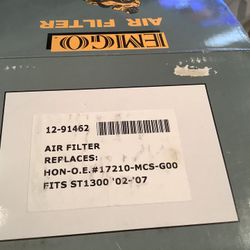 EMGO
AIR FILTER
12-91462
AIR FILTER
REPLACES:
HON-O.E.#17210-MCS-G00
FITS ST1300 '02-'07